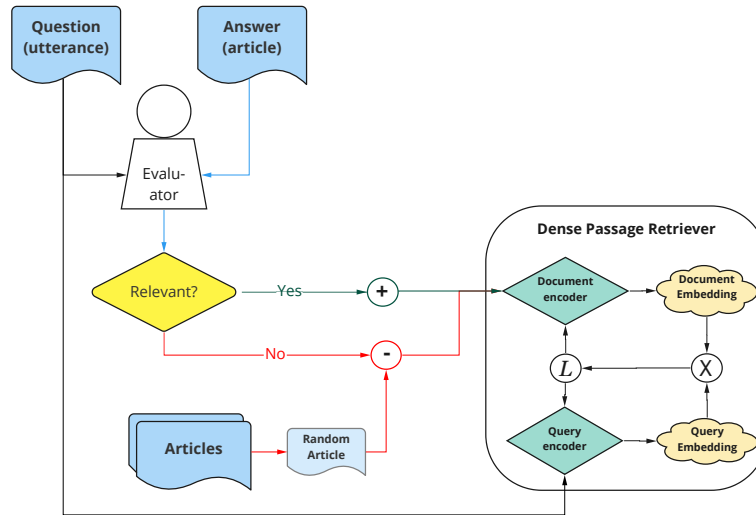 Question
(utterance)
Answer
(article)
Evalu-
ator
Relevant?
Yes
+
No
-
Articles
Random
Article
Dense Passage Retriever
Document
encoder
Document
Embedding
L
X
Query
encoder
Query
Embedding